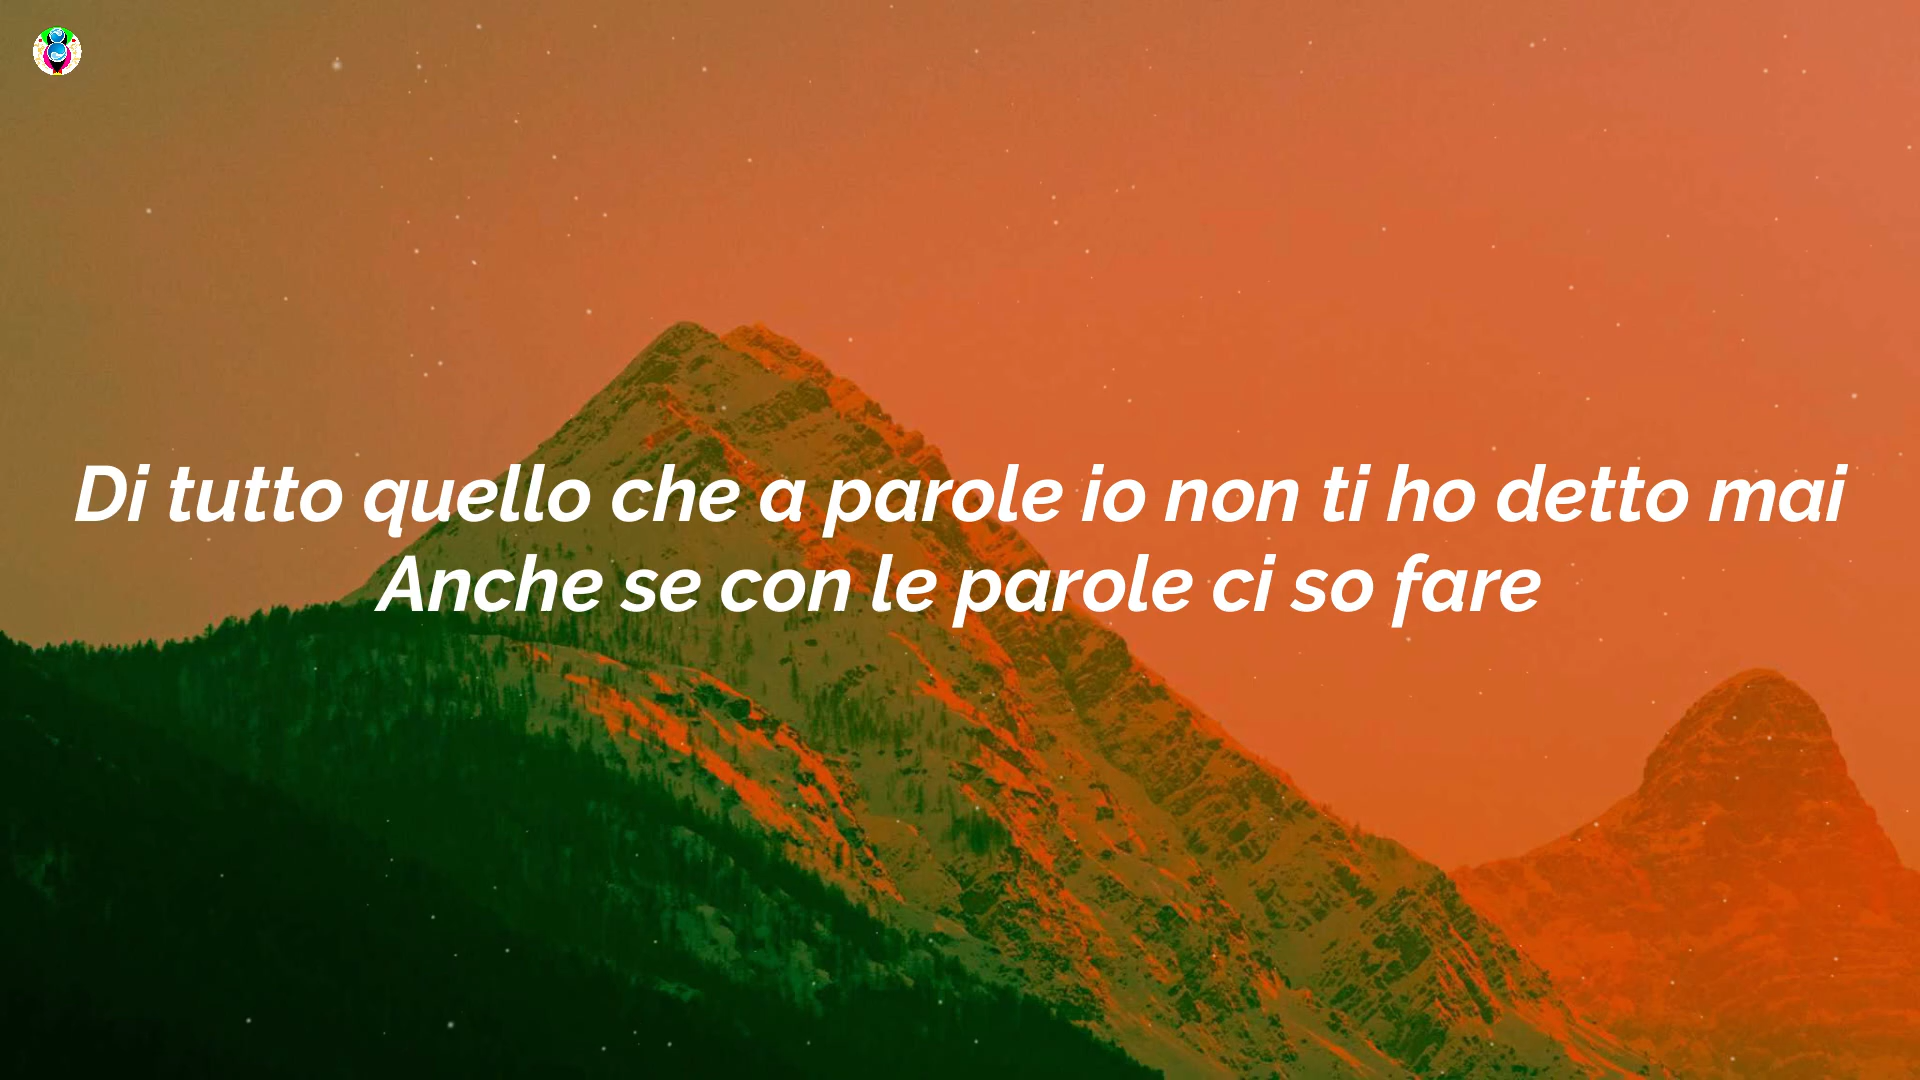 Di tutto quello che a parole io non ti ho detto mai
Anche se con le parole ci so fare